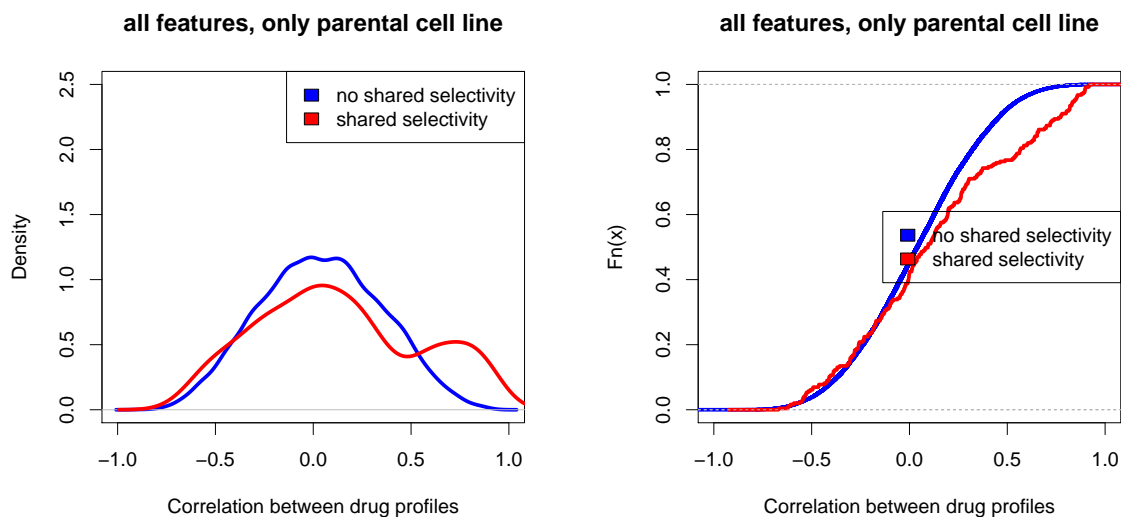 all features, only parental cell line
2.5
2.0
1.5
1.0
0.5
0.0
Density
no shared selectivity
shared selectivity
−1.0 −0.5 0.0 0.5 1.0
Correlation between drug profiles
all features, only parental cell line
1.0
0.8
0.6
0.4
0.2
0.0
Fn(x)
no shared selectivity
shared selectivity
−1.0 −0.5 0.0 0.5 1.0
Correlation between drug profiles